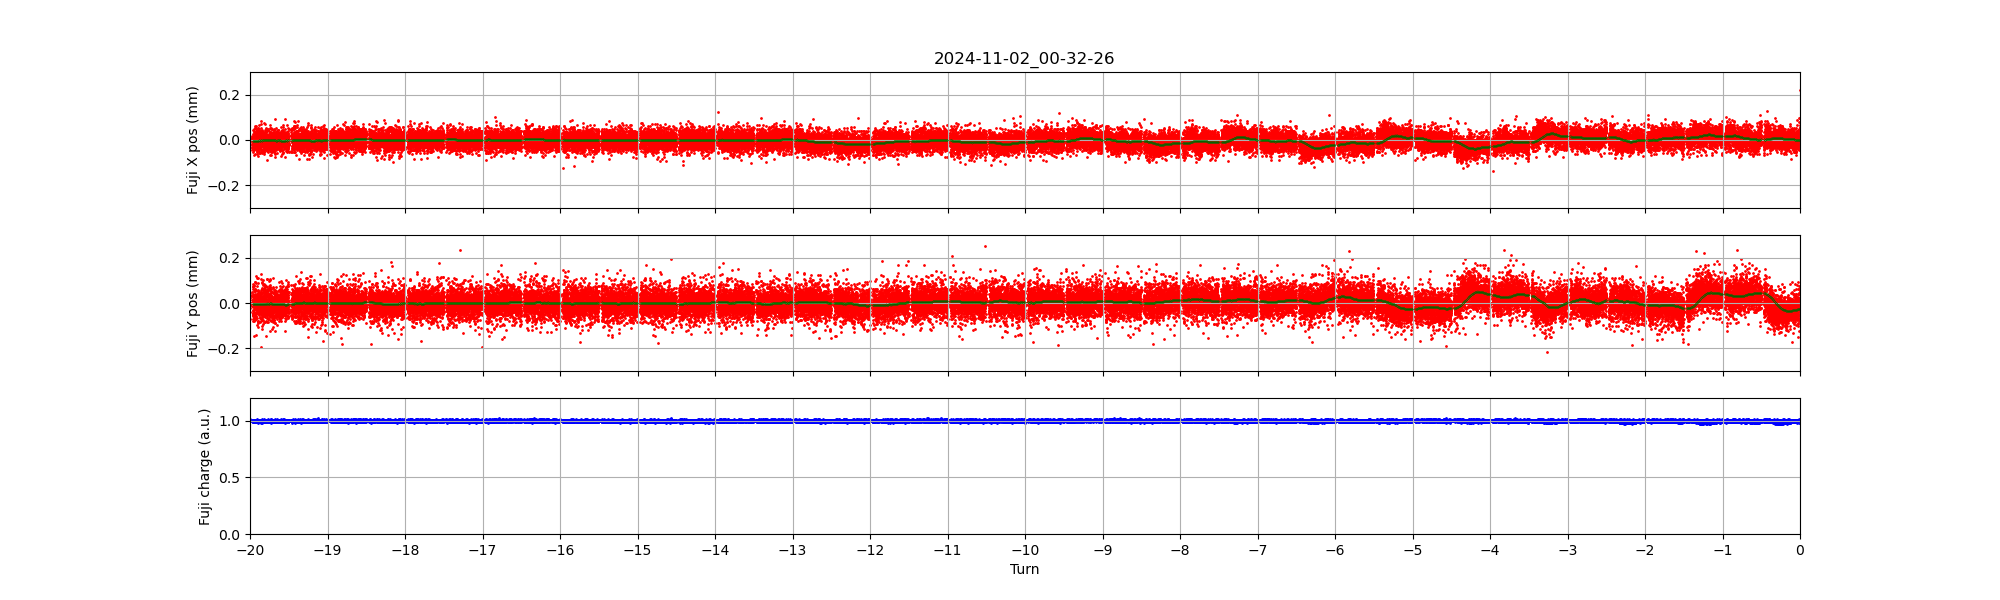 2024-11-02_00-32-26
Fuji X pos (mm)
0.2
0.0
−0.2
Fuji Y pos (mm)
0.2
0.0
−0.2
Fuji charge (a.u.)
1.0
0.5
0.0
−20 −19 −18 −17 −16 −15 −14 −13 −12 −11 −10 −9 −8 −7 −6 −5 −4 −3 −2 −1 0
Turn